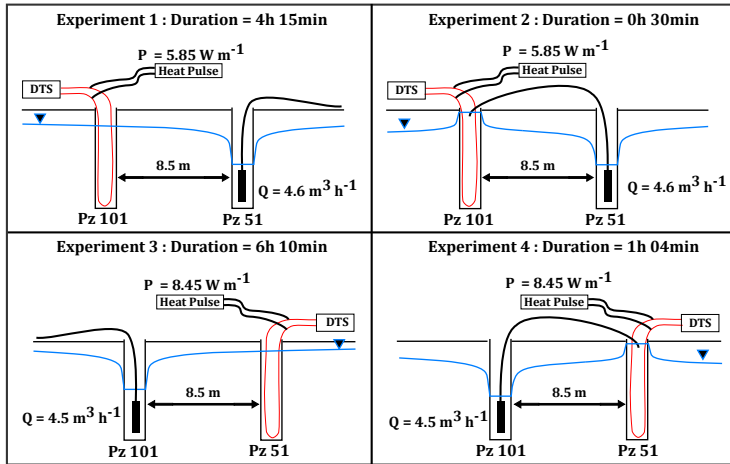 Experiment 1 : Duration = 4h 15min
P = 5.85 W m⁻¹
DTS
Heat Pulse
8.5 m
Q = 4.6 m³ h⁻¹
Pz 101
Pz 51
Experiment 2 : Duration = 0h 30min
P = 5.85 W m⁻¹
DTS
Heat Pulse
8.5 m
Q = 4.6 m³ h⁻¹
Pz 101
Pz 51
Experiment 3 : Duration = 6h 10min
P = 8.45 W m⁻¹
Heat Pulse
DTS
8.5 m
Q = 4.5 m³ h⁻¹
Pz 101
Pz 51
Experiment 4 : Duration = 1h 04min
P = 8.45 W m⁻¹
Heat Pulse
DTS
8.5 m
Q = 4.5 m³ h⁻¹
Pz 101
Pz 51